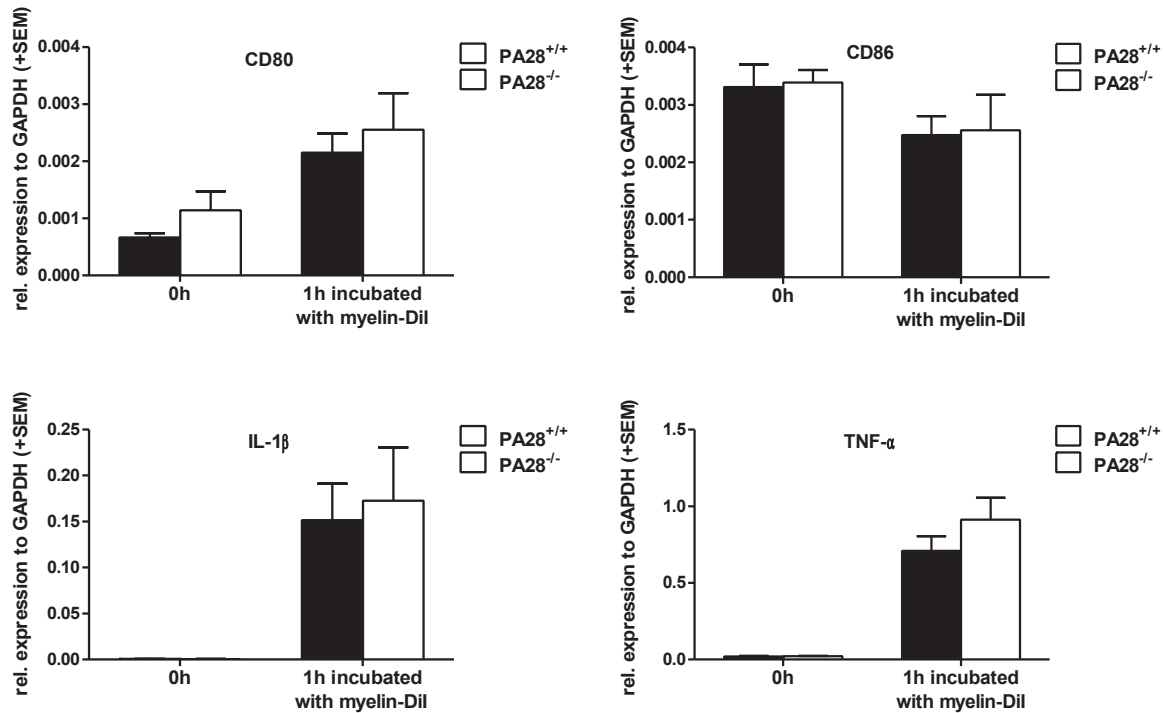 rel. expression to GAPDH (+SEM)
0.004
0.003
0.002
0.001
0.000
CD80
PA28+/+
PA28-/-
0h
1h incubated
with myelin-DiI
rel. expression to GAPDH (+SEM)
0.004
0.003
0.002
0.001
0.000
CD86
PA28+/+
PA28-/-
0h
1h incubated
with myelin-DiI
rel. expression to GAPDH (+SEM)
0.25
0.20
0.15
0.10
0.05
0.00
IL-1β
PA28+/+
PA28-/-
0h
1h incubated
with myelin-DiI
rel. expression to GAPDH (+SEM)
1.5
1.0
0.5
0.0
TNF-α
PA28+/+
PA28-/-
0h
1h incubated
with myelin-DiI